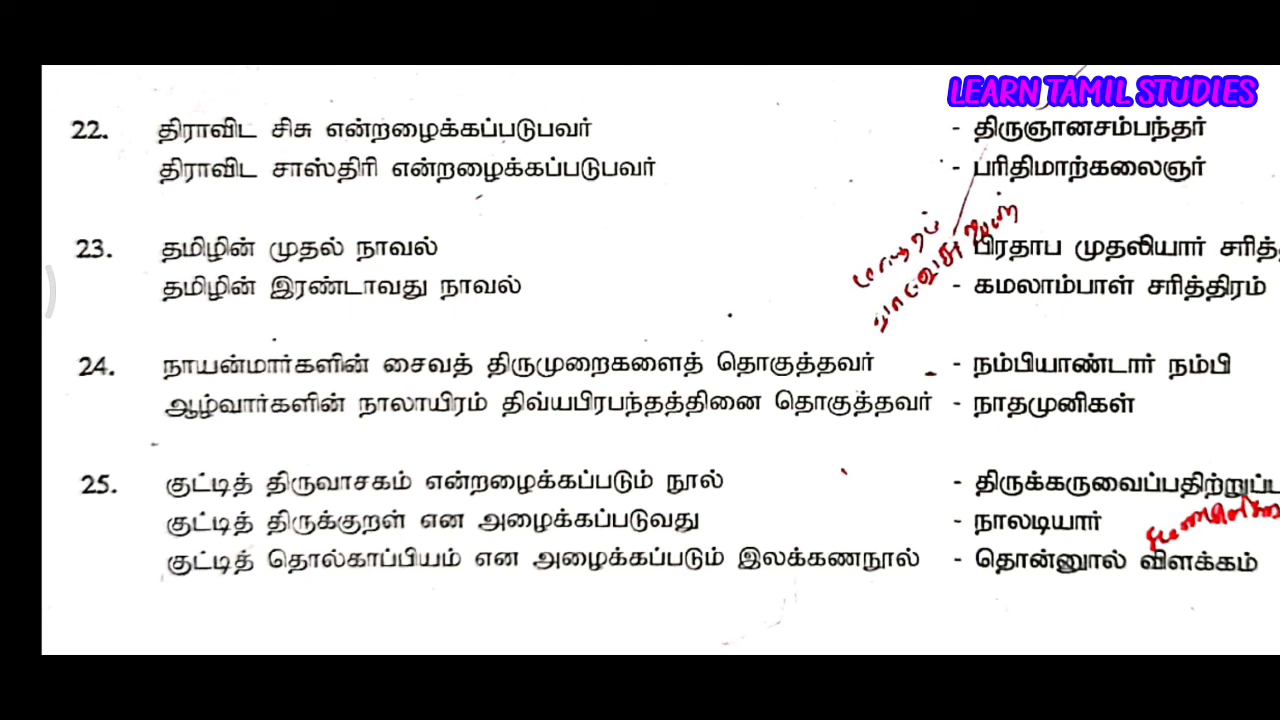 LEARN TAMIL STUDIES
22. திராவிட சிசு என்றழைக்கப்படுபவர் - திருஞானசம்பந்தர்
திராவிட சாஸ்திரி என்றழைக்கப்படுபவர் - பரிதிமாற்கலைஞர்
23. தமிழின் முதல் நாவல் பிரதாப முதலியார்
தமிழின் இரண்டாவது நாவல் - கமலாம்பாள் சரித்திரம்
24. நாயன்மார்களின் சைவத் திருமுறைகளைத் தொகுத்தவர் - நம்பியாண்டார் நம்பி
ஆழ்வார்களின் நாலாயிரம் திவ்யபிரபந்தத்தினை தொகுத்தவர் - நாதமுனிகள்
25. குட்டித் திருவாசகம் என்றழைக்கப்படும் நூல் -
குட்டித் திருக்குறள் என அழைக்கப்படுவது - நாலடியார்
குட்டித் தொல்காப்பியம் என அழைக்கப்படும் இலக்கணநூல் - தொன்னூல் விளக்கம்